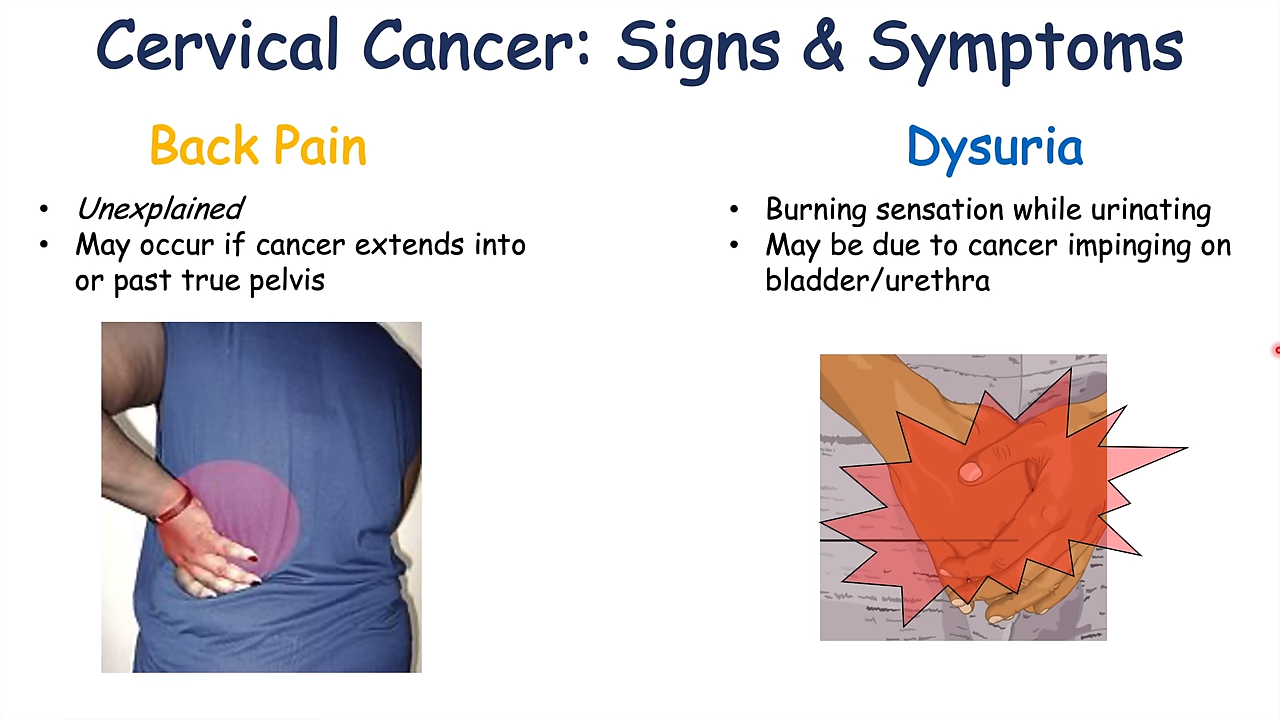 Cervical Cancer: Signs & Symptoms
Back Pain
• Unexplained
• May occur if cancer extends into
or past true pelvis
Dysuria
• Burning sensation while urinating
• May be due to cancer impinging on
bladder/urethra